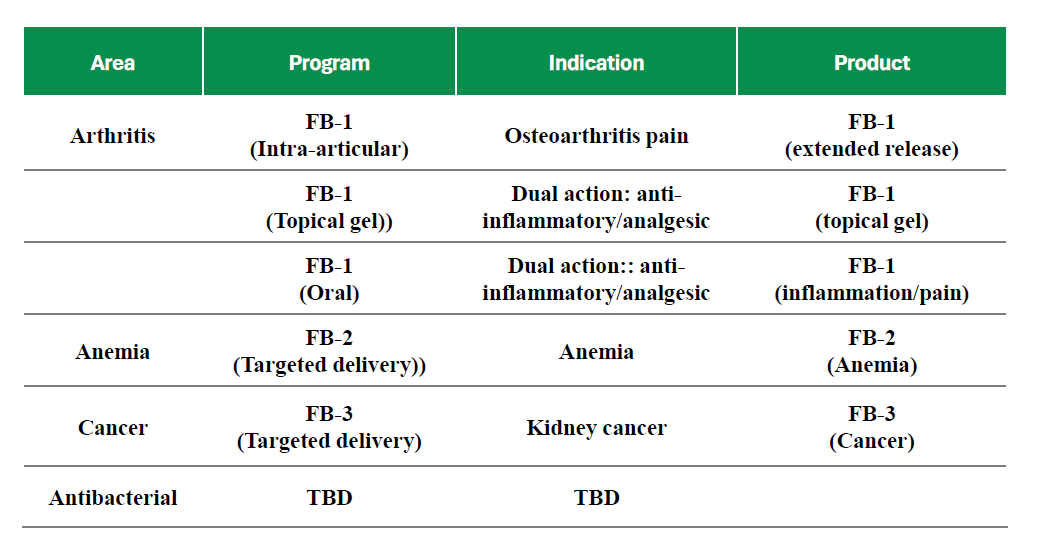 Area Program Indication Product
Arthritis
FB-1
(Intra-articular)
Osteoarthritis pain
FB-1
(extended release)
FB-1
(Topical gel))
Dual action: anti-
inflammatory/analgesic
FB-1
(topical gel)
FB-1
(Oral)
Dual action:: anti-
inflammatory/analgesic
FB-1
(inflammation/pain)
Anemia
FB-2
(Targeted delivery))
Anemia
FB-2
(Anemia)
Cancer
FB-3
(Targeted delivery)
Kidney cancer
FB-3
(Cancer)
Antibacterial TBD TBD